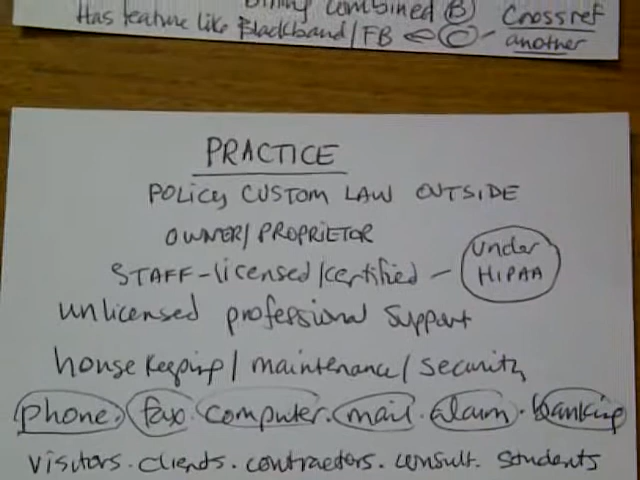 combined (B) Crossref
Has feature like Blackband/FB ⇐ (C) - another
PRACTICE
POLICY CUSTOM LAW OUTSIDE
OWNER/PROPRIETOR
STAFF-licensed/certified - under HIPAA
unlicensed professional support
housekeeping/maintenance/security
phone. fax. computer. mail. alarm. banking
visitors. clients. contractors. consult. students